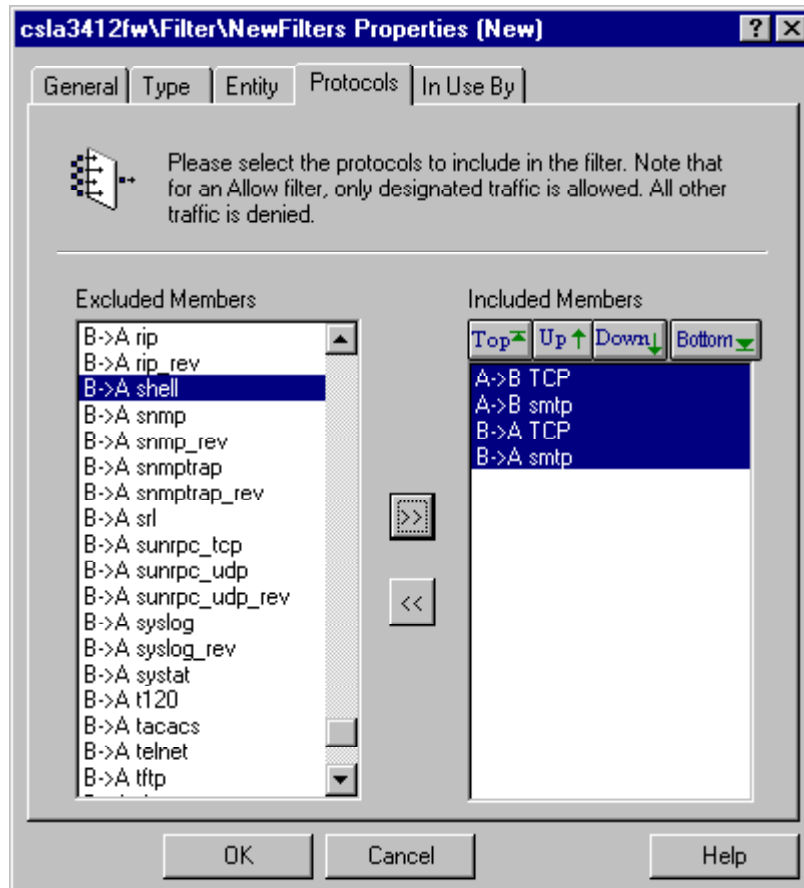 csla3412fw\Filter\NewFilters Properties (New)
General Type Entity Protocols In Use By
Please select the protocols to include in the filter. Note that
for an Allow filter, only designated traffic is allowed. All other
traffic is denied.
Excluded Members
B->A rip
B->A rip_rev
B->A shell
B->A snmp
B->A snmp_rev
B->A snmptrap
B->A snmptrap_rev
B->A srl
B->A sunrpc_tcp
B->A sunrpc_udp
B->A sunrpc_udp_rev
B->A syslog
B->A syslog_rev
B->A systat
B->A t120
B->A tacacs
B->A telnet
B->A tftp
>>
<<
Included Members
Top Up Down Bottom
A->B TCP
A->B smtp
B->A TCP
B->A smtp
OK Cancel Help